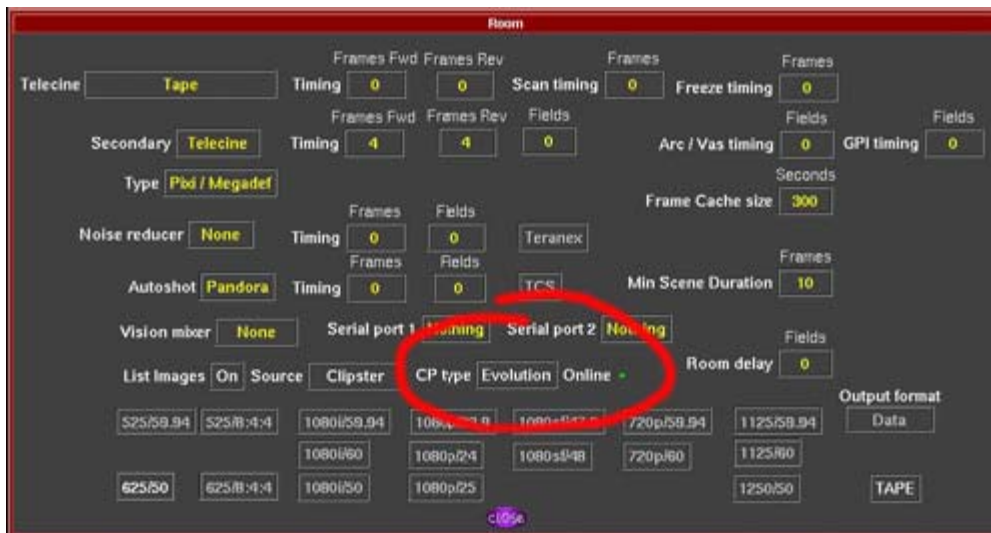 Room
Frames Fwd Frames Rev Frames Frames
Telecine Tape Timing 0 0 Scan timing 0 Freeze timing 0
Frames Fwd Frames Rev Fields Fields Fields
Secondary Telecine Timing 4 4 0 Arc / Vas timing 0 GPI timing 0
Type Pixi / Megadef Seconds
Frame Cache size 300
Frames Fields
Noise reducer None Timing 0 0 Teranex
Frames Fields Frames
Autoshot Pandora Timing 0 0 TCS Min Scene Duration 10
Vision mixer None Serial port 1 Nothing Serial port 2 Nothing Fields
List Images On Source Clipster CP type Evolution Online Room delay 0
Output format
525/59.94 525/8:4:4 1080i/59.94 720p/59.94 1125/59.94 Data
1080i/60 1080p/24 1080sf/48 720p/60 1125/60
625/50 625/8:4:4 1080i/50 1080p/25 1250/50 TAPE
close